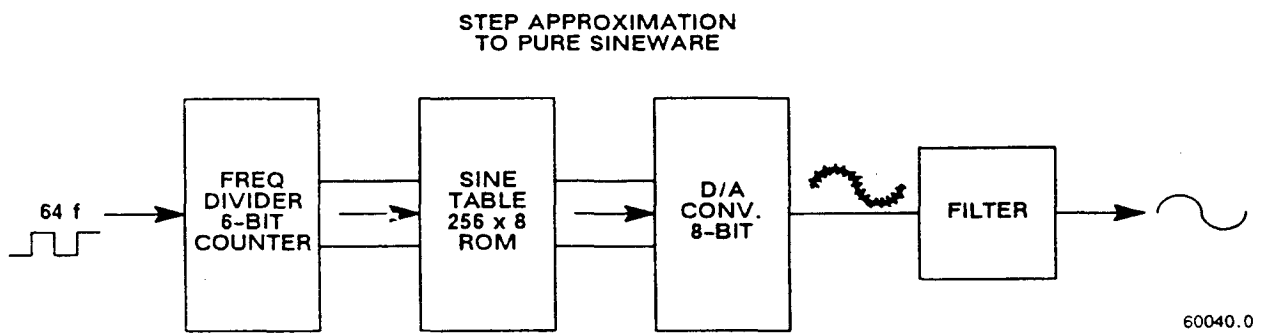 STEP APPROXIMATION
TO PURE SINEWARE
64 f
FREQ
DIVIDER
6-BIT
COUNTER
SINE
TABLE
256 x 8
ROM
D/A
CONV.
8-BIT
FILTER
60040.0